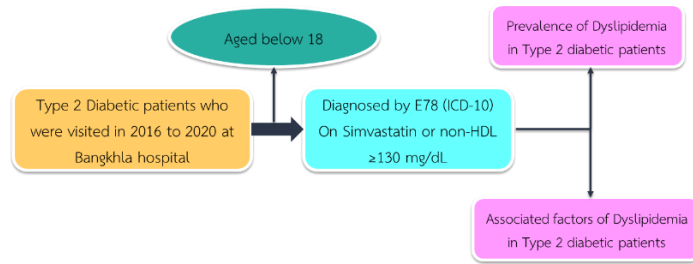 Aged below 18
Type 2 Diabetic patients who
were visited in 2016 to 2020 at
Bangkhla hospital
Diagnosed by E78 (ICD-10)
On Simvastatin or non-HDL
≥130 mg/dL
Prevalence of Dyslipidemia
in Type 2 diabetic patients
Associated factors of Dyslipidemia
in Type 2 diabetic patients